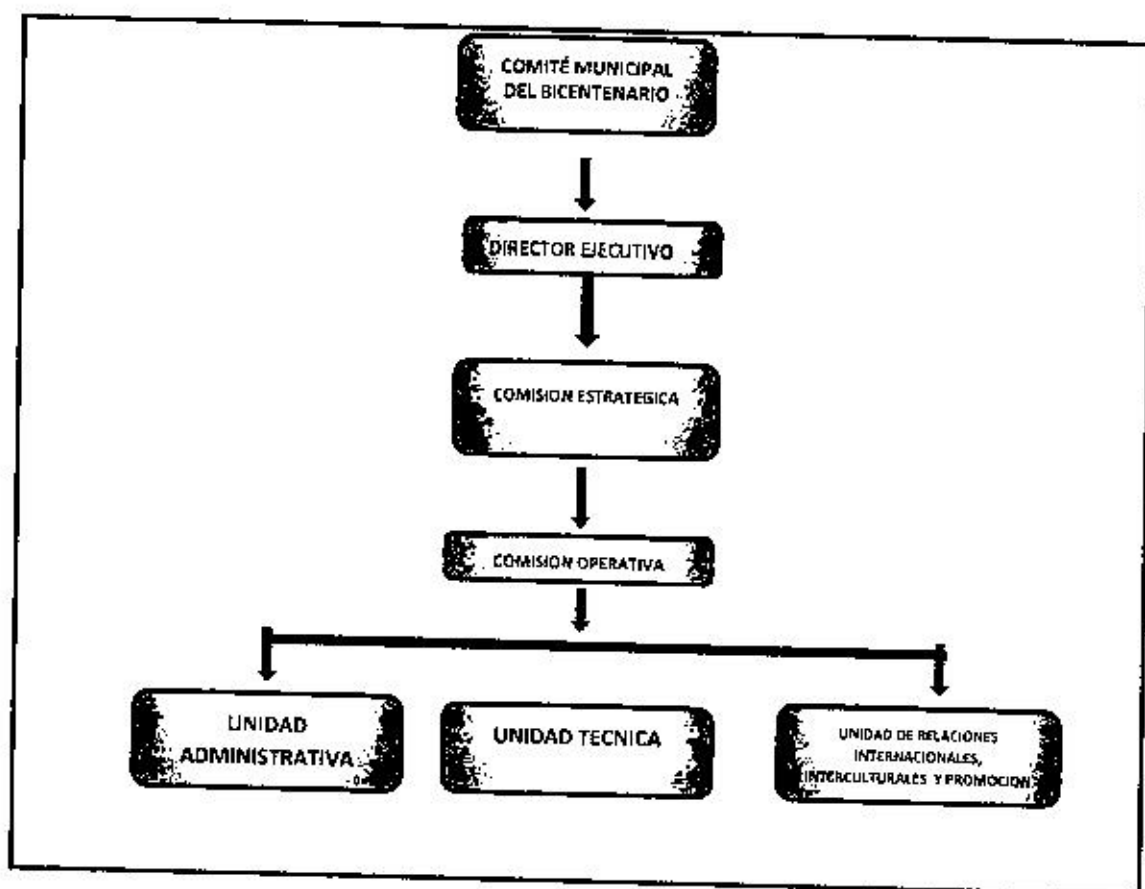 COMITÉ MUNICIPAL
DEL BICENTENARIO
DIRECTOR EJECUTIVO
COMISION ESTRATEGICA
COMISION OPERATIVA
UNIDAD
ADMINISTRATIVA
UNIDAD TECNICA
UNIDAD DE RELACIONES
INTERNACIONALES,
INTERCULTURALES Y PROMOCION